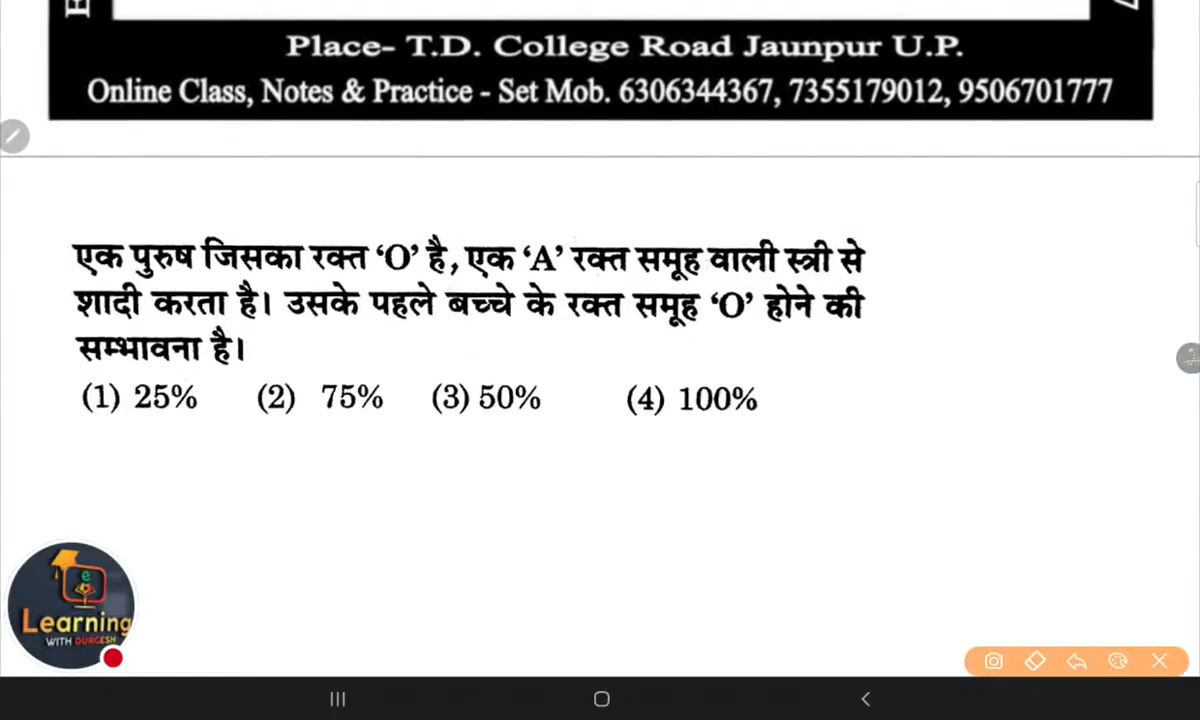 Place- T.D. College Road Jaunpur U.P.
Online Class, Notes & Practice - Set Mob. 6306344367, 7355179012, 9506701777
एक पुरुष जिसका रक्त ‘O’ है, एक ‘A’ रक्त समूह वाली स्त्री से
शादी करता है। उसके पहले बच्चे के रक्त समूह ‘O’ होने की
सम्भावना है।
(1) 25% (2) 75% (3) 50% (4) 100%
e
Learning
WITH DURGESH